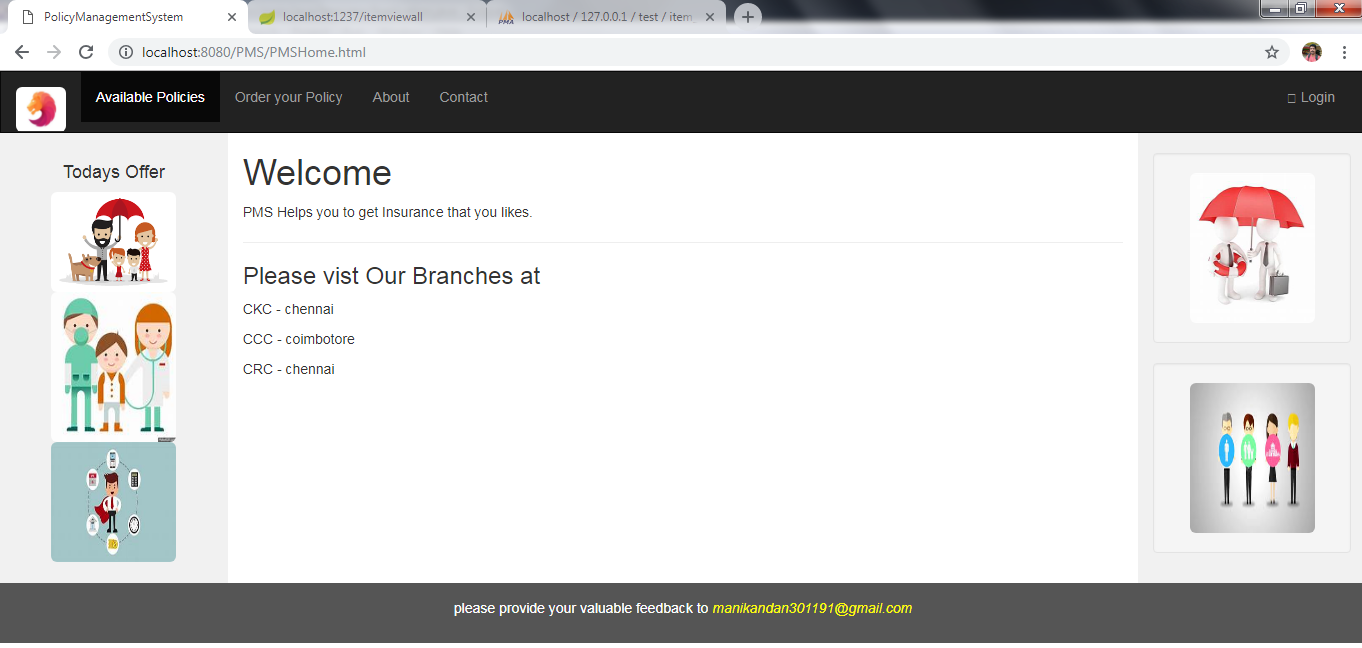 PolicyManagementSystem
localhost:1237/itemviewall
localhost / 127.0.0.1 / test / item
localhost:8080/PMS/PMSHome.html
Available Policies
Order your Policy
About
Contact
Login
Todays Offer
Welcome
PMS Helps you to get Insurance that you likes.
Please vist Our Branches at
CKC - chennai
CCC - coimbotore
CRC - chennai
please provide your valuable feedback to manikandan301191@gmail.com